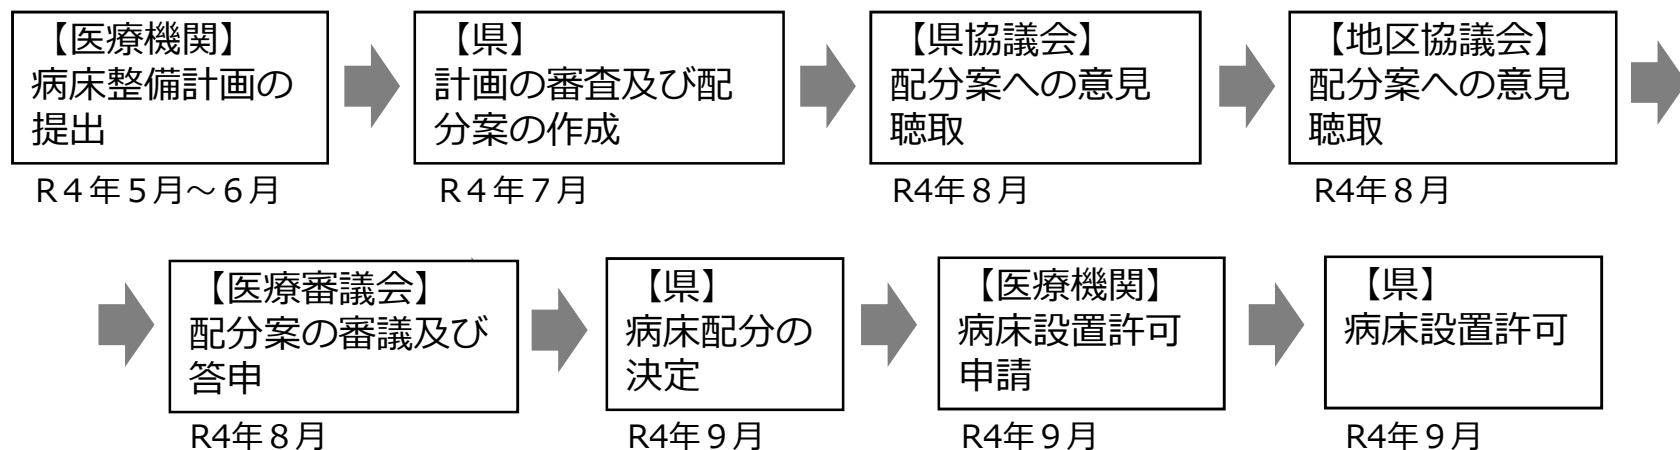 【医療機関】
病床整備計画の
提出
R４年５月～６月
【県】
計画の審査及び配
分案の作成
R４年７月
【県協議会】
配分案への意見
聴取
R4年８月
【地区協議会】
配分案への意見
聴取
R4年８月
【医療審議会】
配分案の審議及び
答申
R4年８月
【県】
病床配分の
決定
R4年９月
【医療機関】
病床設置許可
申請
R4年９月
【県】
病床設置許可
R4年９月